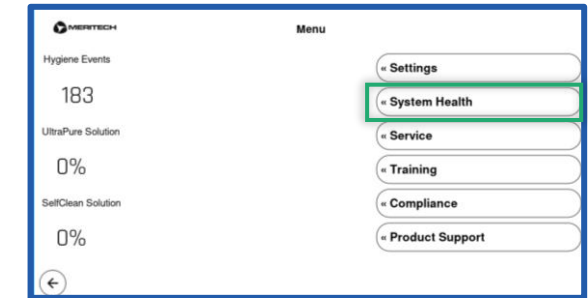 MERITECH
Menu
Hygiene Events
183
UltraPure Solution
0%
SelfClean Solution
0%
« Settings
« System Health
« Service
« Training
« Compliance
« Product Support